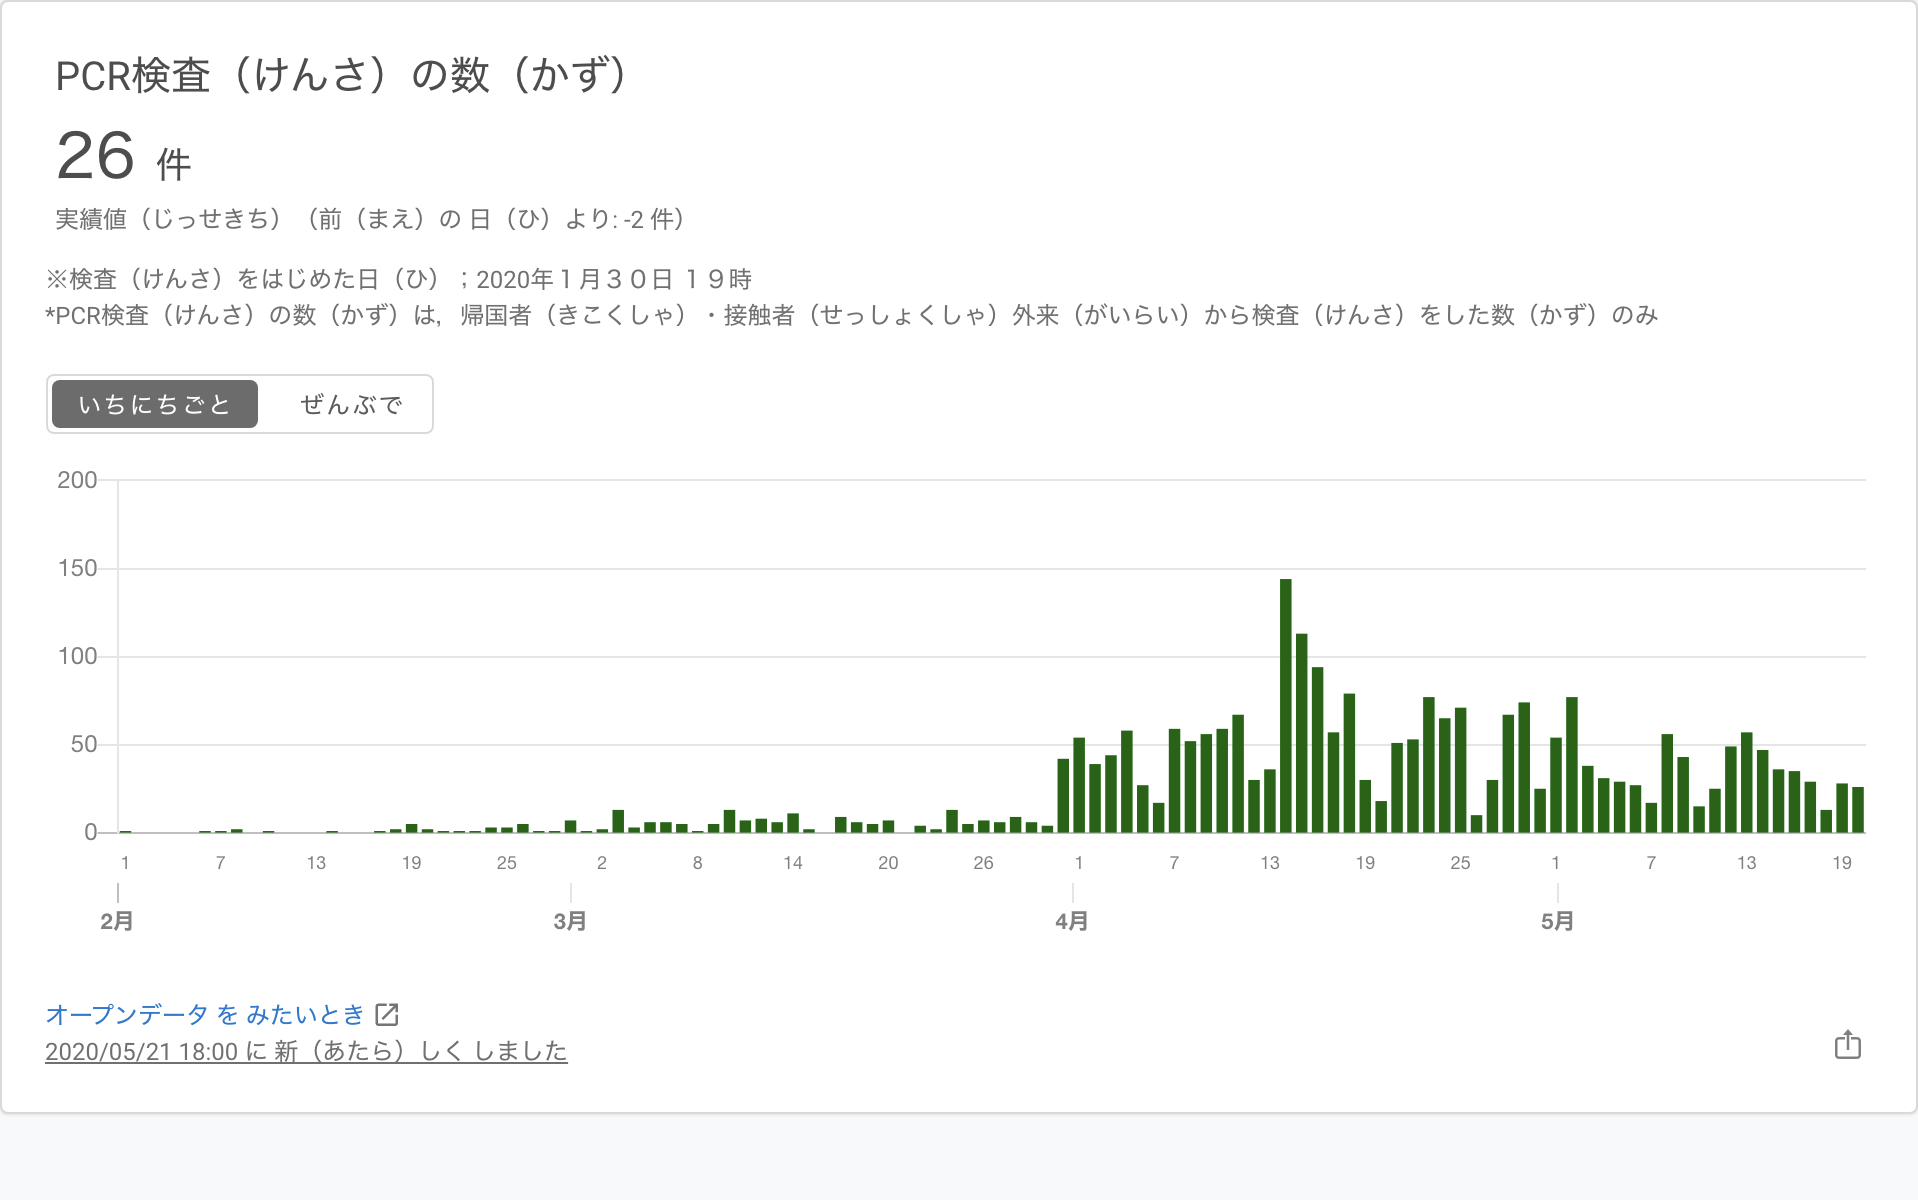 PCR検査（けんさ）の数（かず）
26 件
実績値（じっせきち）（前（まえ）の 日（ひ）より: -2 件）
※検査（けんさ）をはじめた日（ひ）；2020年１月３０日 １９時
*PCR検査（けんさ）の数（かず）は，帰国者（きこくしゃ）・接触者（せっしょくしゃ）外来（がいらい）から検査（けんさ）をした数（かず）のみ
いちにちごと ぜんぶで
200
150
100
50
0
1 7 13 19 25 2 8 14 20 26 1 7 13 19 25 1 7 13 19
2月 3月 4月 5月
オープンデータ を みたいとき
2020/05/21 18:00 に 新（あたら）しく しました